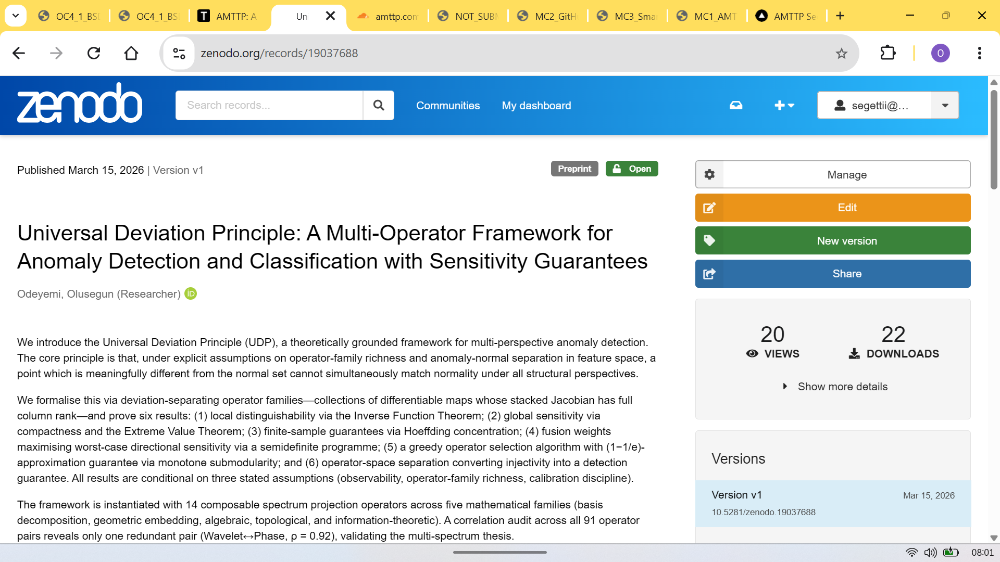 OC4_1_BS
OC4_1_BS
AMTTP: A
Un
amttp.com
NOT_SUB
MC2_GitH
MC3_Sma
MC1_AMT
AMTTP Se
zenodo.org/records/19037688
O
zenodo
Search records...
Communities
My dashboard
segettii@...
Published March 15, 2026 | Version v1
Preprint
Open
Universal Deviation Principle: A Multi-Operator Framework for
Anomaly Detection and Classification with Sensitivity Guarantees
Odeyemi, Olusegun (Researcher) iD
We introduce the Universal Deviation Principle (UDP), a theoretically grounded framework for multi-perspective anomaly detection.
The core principle is that, under explicit assumptions on operator-family richness and anomaly-normal separation in feature space, a
point which is meaningfully different from the normal set cannot simultaneously match normality under all structural perspectives.
We formalise this via deviation-separating operator families—collections of differentiable maps whose stacked Jacobian has full
column rank—and prove six results: (1) local distinguishability via the Inverse Function Theorem; (2) global sensitivity via
compactness and the Extreme Value Theorem; (3) finite-sample guarantees via Hoeffding concentration; (4) fusion weights
maximising worst-case directional sensitivity via a semidefinite programme; (5) a greedy operator selection algorithm with (1−1/e)-
approximation guarantee via monotone submodularity; and (6) operator-space separation converting injectivity into a detection
guarantee. All results are conditional on three stated assumptions (observability, operator-family richness, calibration discipline).
The framework is instantiated with 14 composable spectrum projection operators across five mathematical families (basis
decomposition, geometric embedding, algebraic, topological, and information-theoretic). A correlation audit across all 91 operator
pairs reveals only one redundant pair (Wavelet↔Phase, ρ = 0.92), validating the multi-spectrum thesis.
Manage
Edit
New version
Share
20
VIEWS
22
DOWNLOADS
Show more details
Versions
Version v1
Mar 15, 2026
10.5281/zenodo.19037688
08:01